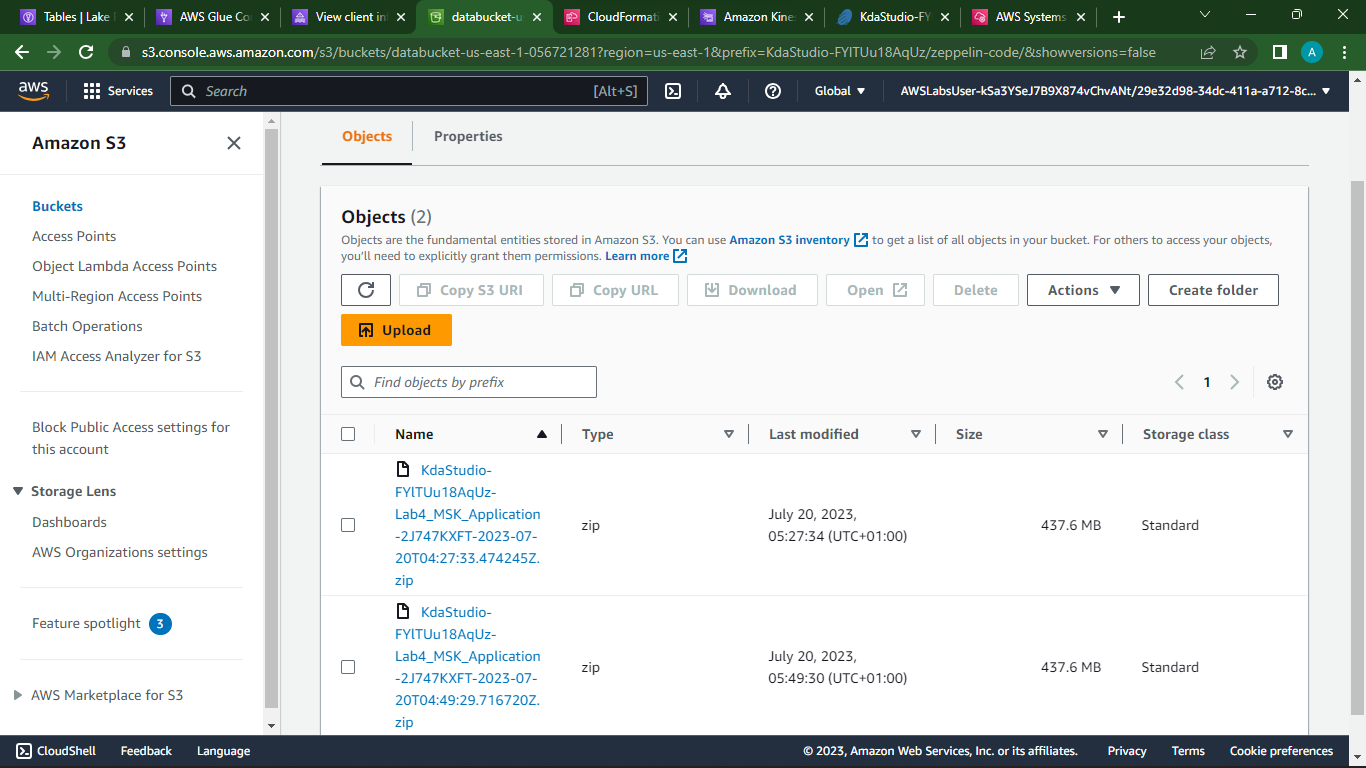 Tables | Lake
AWS Glue Co
View client in
databucket-u
CloudFormati
Amazon Kine
KdaStudio-FY
AWS Systems
s3.console.aws.amazon.com/s3/buckets/databucket-us-east-1-056721281?region=us-east-1&prefix=KdaStudio-FYlTUu18AqUz/zeppelin-code/&showversions=false
A
aws
Services
Search
[Alt+S]
Global
AWSLabsUser-kSa3YSeJ7B9X874vChvANt/29e32d98-34dc-411a-a712-8c...
Amazon S3
Buckets
Access Points
Object Lambda Access Points
Multi-Region Access Points
Batch Operations
IAM Access Analyzer for S3
Block Public Access settings for
this account
Storage Lens
Dashboards
AWS Organizations settings
Feature spotlight 3
AWS Marketplace for S3
Objects
Properties
Objects (2)
Objects are the fundamental entities stored in Amazon S3. You can use Amazon S3 inventory to get a list of all objects in your bucket. For others to access your objects,
you'll need to explicitly grant them permissions. Learn more
Copy S3 URI
Copy URL
Download
Open
Delete
Actions
Create folder
Upload
Find objects by prefix
1
Name
Type
Last modified
Size
Storage class
KdaStudio-
FYlTUu18AqUz-
Lab4_MSK_Application
-2J747KXFT-2023-07-
20T04:27:33.474245Z.
zip
zip
July 20, 2023,
05:27:34 (UTC+01:00)
437.6 MB
Standard
KdaStudio-
FYlTUu18AqUz-
Lab4_MSK_Application
-2J747KXFT-2023-07-
20T04:49:29.716720Z.
zip
zip
July 20, 2023,
05:49:30 (UTC+01:00)
437.6 MB
Standard
CloudShell
Feedback
Language
© 2023, Amazon Web Services, Inc. or its affiliates.
Privacy
Terms
Cookie preferences